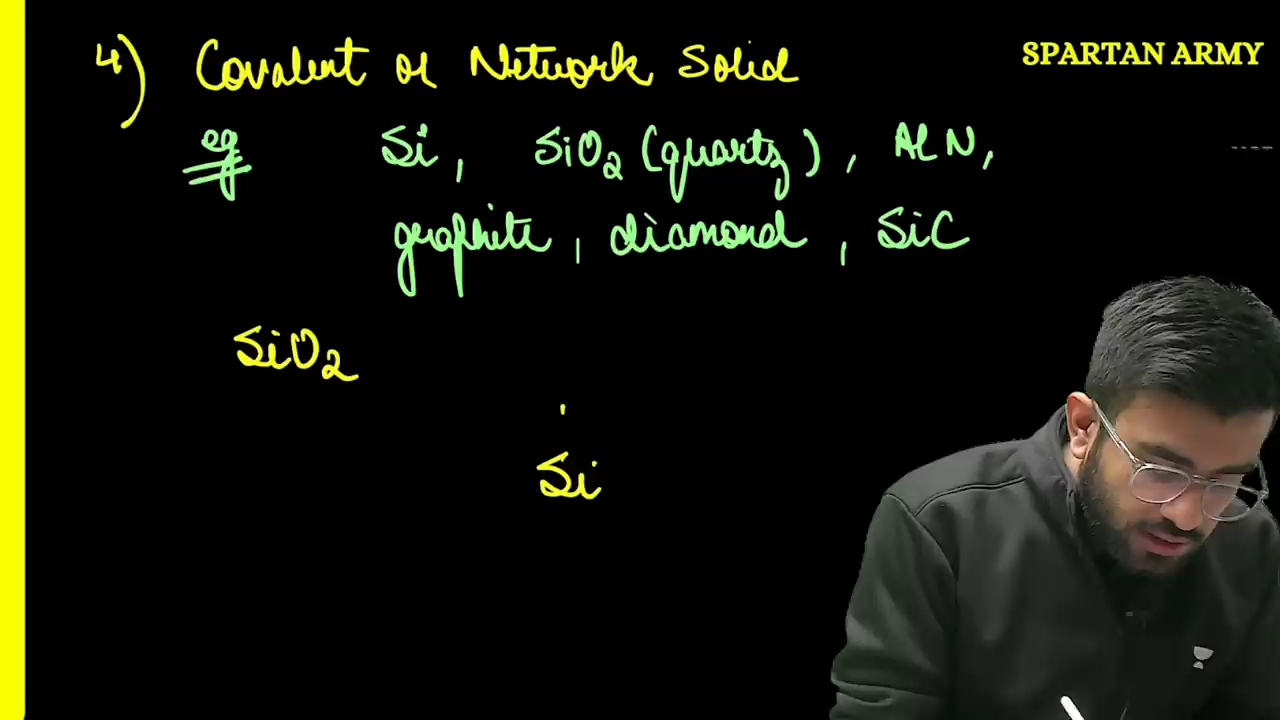 4) Covalent or Network Solid
SPARTAN ARMY
eg Si, SiO2 (quartz), AlN,
graphite, diamond, SiC
SiO2
Si